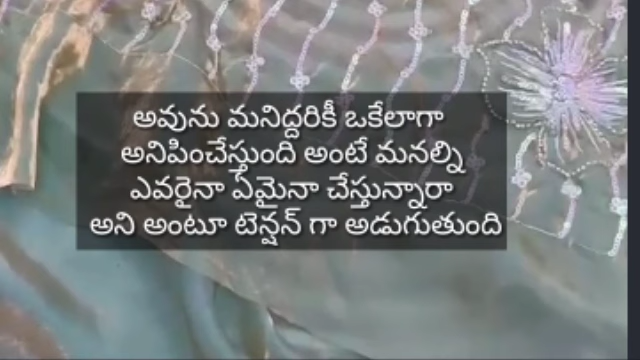 అవును మనిద్దరికీ ఒకేలాగా
అనిపించేస్తుంది అంటే మనల్ని
ఎవరైనా ఏమైనా చేస్తున్నారా
అని అంటూ టెన్షన్ గా అడుగుతుంది